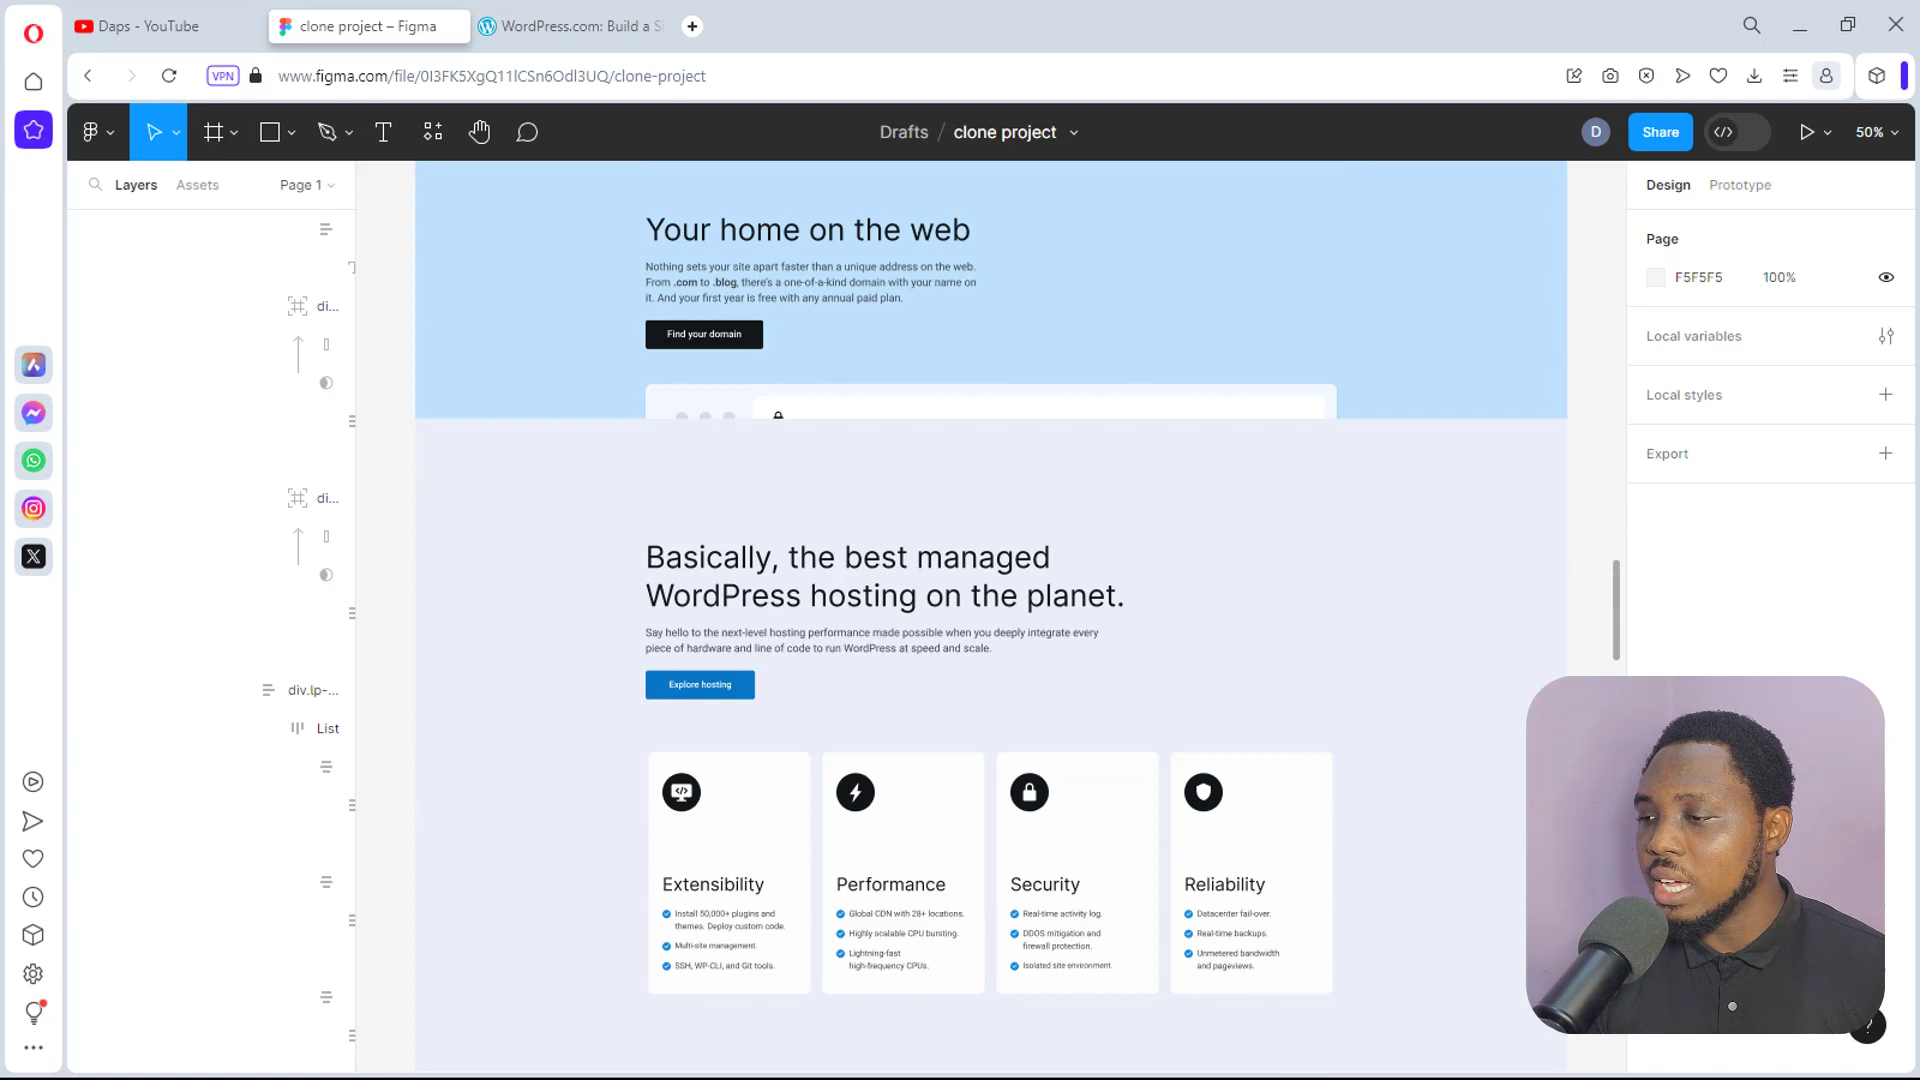 Daps - YouTube
clone project – Figma
WordPress.com: Build a S
VPN
www.figma.com/file/0I3FK5XgQ11lCSn6Odl3UQ/clone-project
Drafts / clone project
D
Share
50%
Layers
Assets
Page 1
di...
di...
div.lp-...
List
Your home on the web
Nothing sets your site apart faster than a unique address on the web.
From .com to .blog, there's a one-of-a-kind domain with your name on
it. And your first year is free with any annual paid plan.
Find your domain
Basically, the best managed
WordPress hosting on the planet.
Say hello to the next-level hosting performance made possible when you deeply integrate every
piece of hardware and line of code to run WordPress at speed and scale.
Explore hosting
Extensibility
Install 50,000+ plugins and
themes. Deploy custom code.
Multi-site management.
SSH, WP-CLI, and Git tools.
Performance
Global CDN with 28+ locations.
Highly scalable CPU bursting.
Lightning-fast
high-frequency CPUs.
Security
Real-time activity log.
DDOS mitigation and
firewall protection.
Isolated site environment.
Reliability
Datacenter fail-over.
Real-time backups.
Unmetered bandwidth
and pageviews.
Design
Prototype
Page
F5F5F5
100%
Local variables
Local styles
Export